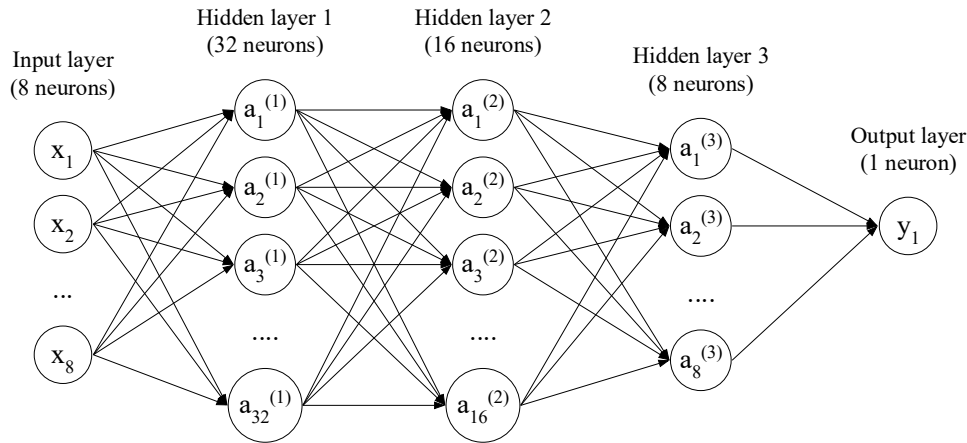 Input layer
(8 neurons)
x1
x2
...
x8
Hidden layer 1
(32 neurons)
a1(1)
a2(1)
a3(1)
....
a32(1)
Hidden layer 2
(16 neurons)
a1(2)
a2(2)
a3(2)
....
a16(2)
Hidden layer 3
(8 neurons)
a1(3)
a2(3)
....
a8(3)
Output layer
(1 neuron)
y1